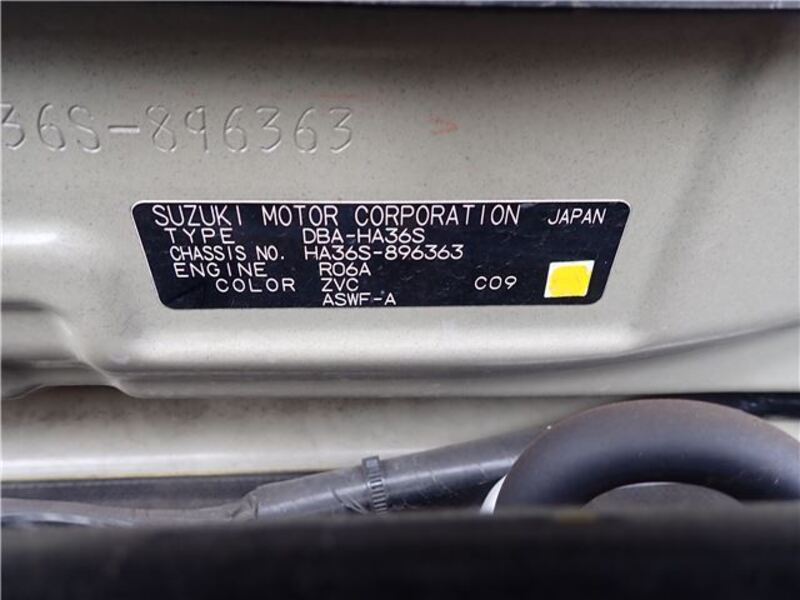 36S-896363
SUZUKI MOTOR CORPORATION JAPAN
TYPE DBA-HA36S
CHASSIS NO. HA36S-896363
ENGINE R06A
COLOR ZVC C09
ASWF-A